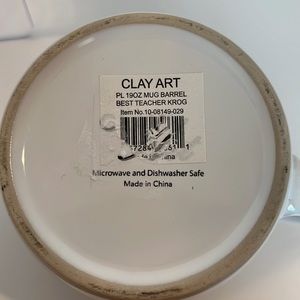 CLAY ART
PL 19OZ MUG BARREL
BEST TEACHER KROG
Item No.10-08149-029
Microwave and Dishwasher Safe
Made in China